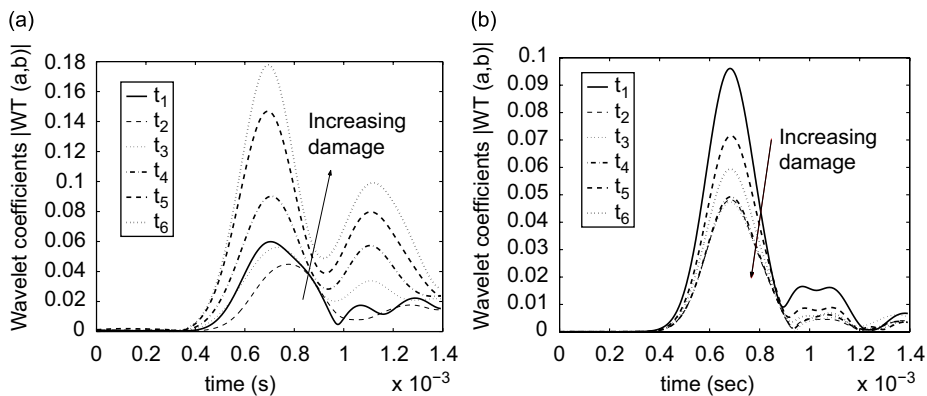 (a)
Wavelet coefficients |WT (a,b)|
0.18
0.16
0.14
0.12
0.1
0.08
0.06
0.04
0.02
0
t1
t2
t3
t4
t5
t6
Increasing
damage
0 0.2 0.4 0.6 0.8 1 1.2 1.4
time (s)
x 10−3
(b)
Wavelet coefficients |WT (a,b)|
0.1
0.09
0.08
0.07
0.06
0.05
0.04
0.03
0.02
0.01
0
t1
t2
t3
t4
t5
t6
Increasing
damage
0 0.2 0.4 0.6 0.8 1 1.2 1.4
time (sec)
x 10−3